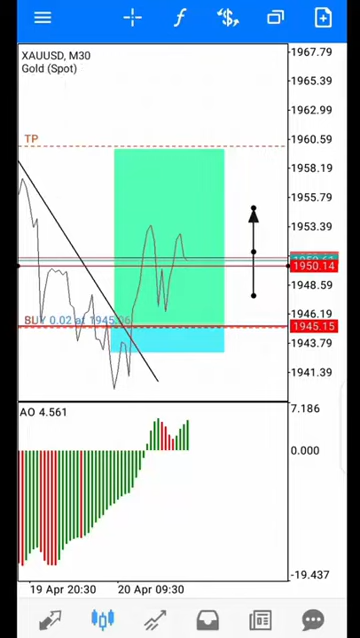 XAUUSD, M30
Gold (Spot)
1967.79
1965.39
1962.99
TP
1960.59
1958.19
1955.79
1953.39
1950.14
1948.59
1946.19
BUY 0.02 at 1945.06
1945.15
1943.79
1941.39
AO 4.561
7.186
0.000
-19.437
19 Apr 20:30
20 Apr 09:30